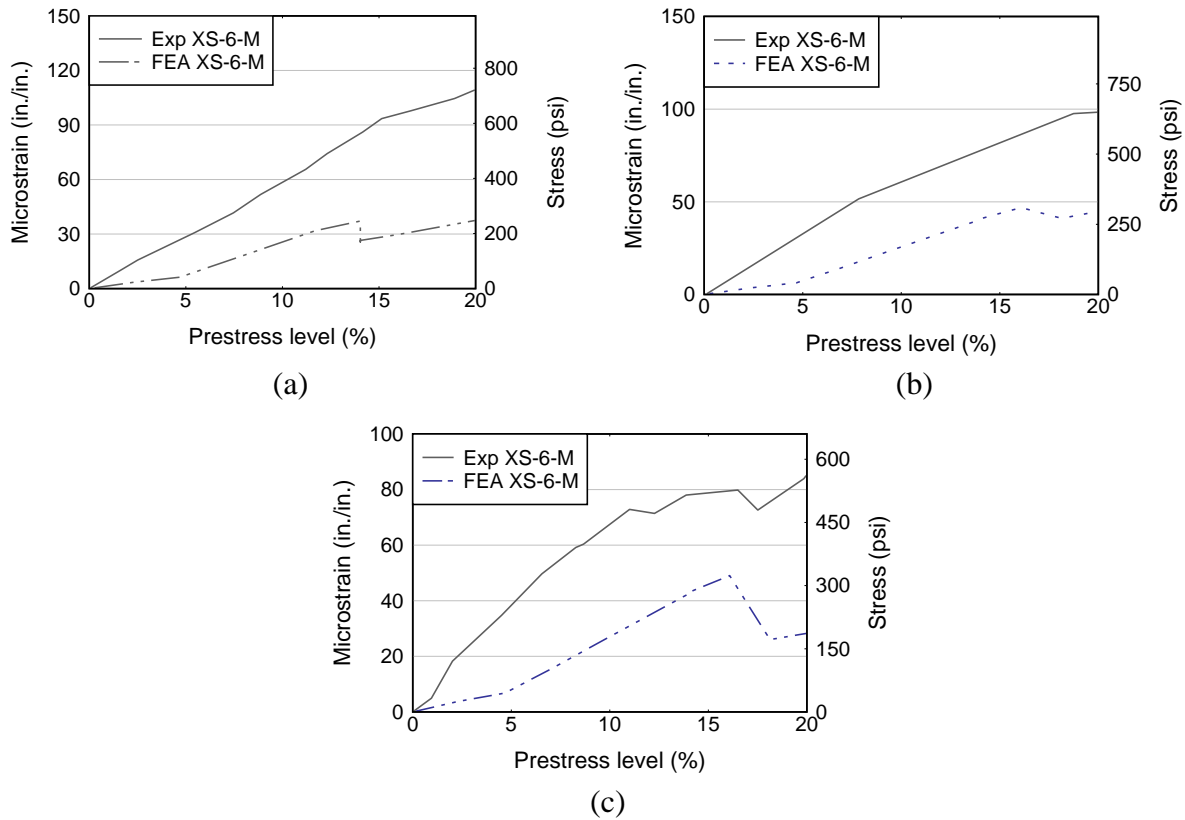 150
120
90
60
30
0
Microstrain (in./in.)
Exp XS-6-M
FEA XS-6-M
800
600
400
200
0
Stress (psi)
0 5 10 15 20
Prestress level (%)
(a)
150
100
50
0
Microstrain (in./in.)
Exp XS-6-M
FEA XS-6-M
750
500
250
0
Stress (psi)
0 5 10 15 20
Prestress level (%)
(b)
100
80
60
40
20
0
Microstrain (in./in.)
Exp XS-6-M
FEA XS-6-M
600
450
300
150
0
Stress (psi)
0 5 10 15 20
Prestress level (%)
(c)